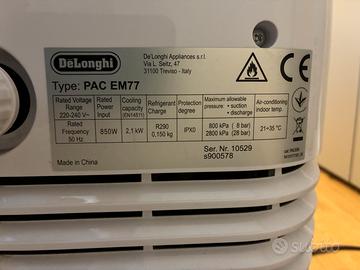 DeLonghi
De'Longhi Appliances s.r.l.
Via L. Seitz, 47
31100 Treviso - Italy
Type: PAC EM77
Rated Voltage Range 220-240 V~
Rated Frequency 50 Hz
Rated Power Input
850W
Cooling capacity (EN14511)
2,1 kW
Refrigerant Charge
R290
0,150 kg
Protection degree
IPX0
Maximum allowable pressure:
• suction
• discharge
800 kPa ( 8 bar)
2800 kPa (28 bar)
Air-conditioning indoor temp.
21÷35 °C
Ser. Nr. 10529
s900578
Made in China
Subito